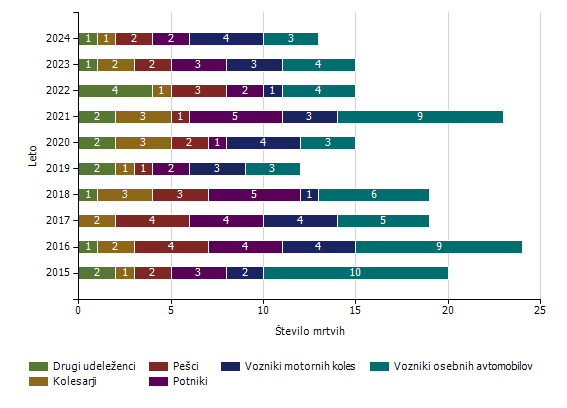 2024 1 1 2 2 4 3
2023 1 2 2 3 3 4
2022 4 1 3 2 1 4
2021 2 3 1 5 3 9
2020 2 3 2 1 4 3
2019 2 1 1 2 3 3
2018 1 3 3 5 1 6
2017 2 4 4 4 5
2016 1 2 4 4 4 9
2015 2 1 2 3 2 10
Leto
0 5 10 15 20 25
Število mrtvih
Drugi udeleženci Pešci Vozniki motornih koles Vozniki osebnih avtomobilov
Kolesarji Potniki